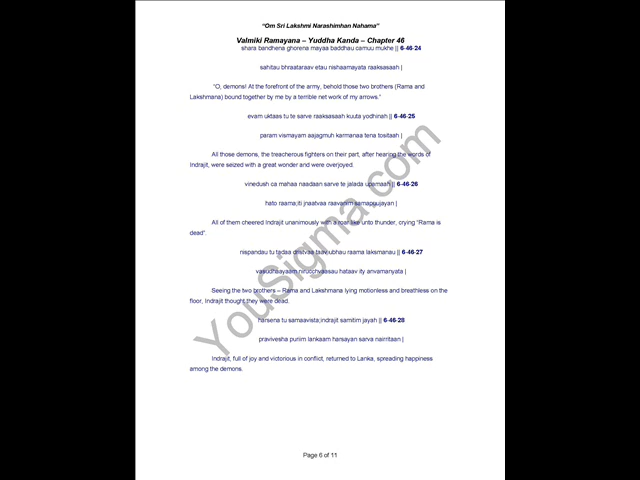 “Om Sri Lakshmi Narashimhan Nahama”
Valmiki Ramayana – Yuddha Kanda – Chapter 46
shara bandhena ghorena mayaa baddhau camuu mukhe || 6-46-24
sahitau bhraataraav etau nishaamayata raaksasaah |
“O, demons! At the forefront of the army, behold those two brothers (Rama and
Lakshmana) bound together by me by a terrible net work of my arrows.”
evam uktaas tu te sarve raaksasaah kuuta yodhinah || 6-46-25
param vismayam aajagmuh karmanaa tena tositaah |
All those demons, the treacherous fighters on their part, after hearing the words of
Indrajit, were seized with a great wonder and were overjoyed.
vinedush ca mahaa naadaan sarve te jalada upamaah || 6-46-26
hato raama;iti jnaatvaa raavanim samapuujayan |
All of them cheered Indrajit unanimously with a roar like unto thunder, crying “Rama is
dead”.
nispandau tu tadaa dristvaa taav;ubhau raama laksmanau || 6-46-27
vasudhaayaam nirucchvaasau hataav ity anvamanyata |
Seeing the two brothers – Rama and Lakshmana lying motionless and breathless on the
floor, Indrajit thought they were dead.
harsena tu samaavista;indrajit samitim jayah || 6-46-28
pravivesha puriim lankaam harsayan sarva nairritaan |
Indrajit, full of joy and victorious in conflict, returned to Lanka, spreading happiness
among the demons.
YouSigma.com
Page 6 of 11